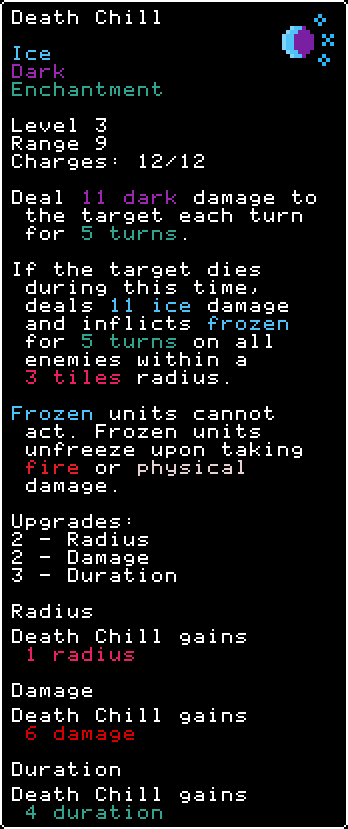 Death Chill
Ice
Dark
Enchantment
Level 3
Range 9
Charges: 12/12
Deal 11 dark damage to
the target each turn
for 5 turns.
If the target dies
during this time,
deals 11 ice damage
and inflicts frozen
for 5 turns on all
enemies within a
3 tiles radius.
Frozen units cannot
act. Frozen units
unfreeze upon taking
fire or physical
damage.
Upgrades:
2 - Radius
2 - Damage
3 - Duration
Radius
Death Chill gains
1 radius
Damage
Death Chill gains
6 damage
Duration
Death Chill gains
4 duration